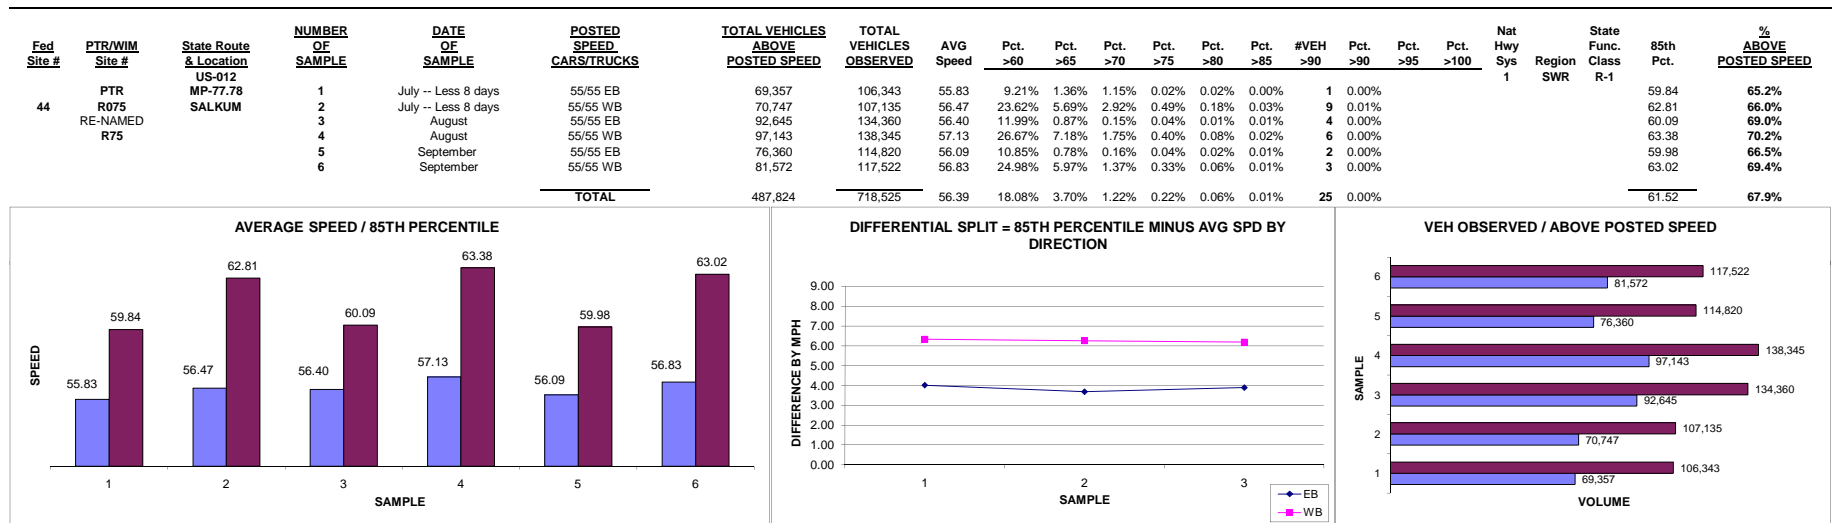 NUMBER DATE POSTED TOTAL VEHICLES TOTAL Nat State %
Fed PTR/WIM State Route OF OF SPEED ABOVE VEHICLES AVG Pct. Pct. Pct. Pct. Pct. Pct. #VEH Pct. Pct. Pct. Hwy Func. 85th ABOVE
Site # Site # & Location SAMPLE SAMPLE CARS/TRUCKS POSTED SPEED OBSERVED Speed >60 >65 >70 >75 >80 >85 >90 >90 >95 >100 Sys Region Class Pct. POSTED SPEED
US-012 1 SWR R-1
PTR MP-77.78 1 July -- Less 8 days 55/55 EB 69,357 106,343 55.83 9.21% 1.36% 1.15% 0.02% 0.02% 0.00% 1 0.00% 59.84 65.2%
44 R075 SALKUM 2 July -- Less 8 days 55/55 WB 70,747 107,135 56.47 23.62% 5.69% 2.92% 0.49% 0.18% 0.03% 9 0.01% 62.81 66.0%
RE-NAMED 3 August 55/55 EB 92,645 134,360 56.40 11.99% 0.87% 0.15% 0.04% 0.01% 0.01% 4 0.00% 60.09 69.0%
R75 4 August 55/55 WB 97,143 138,345 57.13 26.67% 7.18% 1.75% 0.40% 0.08% 0.02% 6 0.00% 63.38 70.2%
5 September 55/55 EB 76,360 114,820 56.09 10.85% 0.78% 0.16% 0.04% 0.02% 0.01% 2 0.00% 59.98 66.5%
6 September 55/55 WB 81,572 117,522 56.83 24.98% 5.97% 1.37% 0.33% 0.06% 0.01% 3 0.00% 63.02 69.4%
TOTAL 487,824 718,525 56.39 18.08% 3.70% 1.22% 0.22% 0.06% 0.01% 25 0.00% 61.52 67.9%
AVERAGE SPEED / 85TH PERCENTILE
SPEED
55.83 59.84 56.47 62.81 56.40 60.09 57.13 63.38 56.09 59.98 56.83 63.02
1 2 3 4 5 6
SAMPLE
DIFFERENTIAL SPLIT = 85TH PERCENTILE MINUS AVG SPD BY
DIRECTION
DIFFERENCE BY MPH
9.00
8.00
7.00
6.00
5.00
4.00
3.00
2.00
1.00
0.00
1 2 3
SAMPLE
EB
WB
VEH OBSERVED / ABOVE POSTED SPEED
SAMPLE
6 117,522
81,572
5 114,820
76,360
4 138,345
97,143
3 134,360
92,645
2 107,135
70,747
1 106,343
69,357
VOLUME